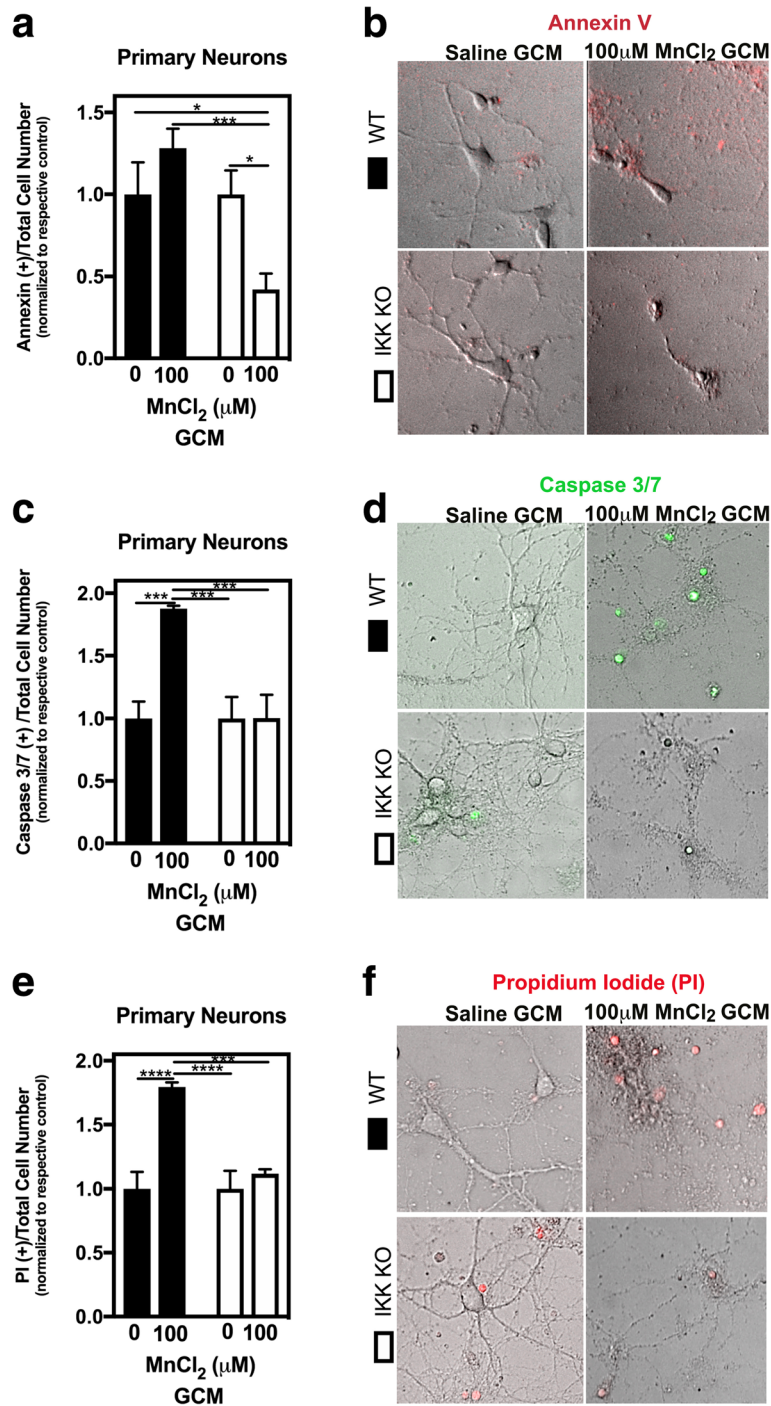 a
Primary Neurons
Annexin (+)/Total Cell Number
(normalized to respective control)
1.5
1.0
0.5
0.0
*
***
*
0 100 0 100
MnCl2 (μM)
GCM
b
Annexin V
Saline GCM 100μM MnCl2 GCM
WT
IKK KO
c
Primary Neurons
Caspase 3/7 (+) /Total Cell Number
(normalized to respective control)
2.0
1.5
1.0
0.5
0.0
***
*** ***
0 100 0 100
MnCl2 (μM)
GCM
d
Caspase 3/7
Saline GCM 100μM MnCl2 GCM
WT
IKK KO
e
Primary Neurons
PI (+)/Total Cell Number
(normalized to respective control)
2.0
1.5
1.0
0.5
0.0
***
**** ****
0 100 0 100
MnCl2 (μM)
GCM
f
Propidium Iodide (PI)
Saline GCM 100μM MnCl2 GCM
WT
IKK KO